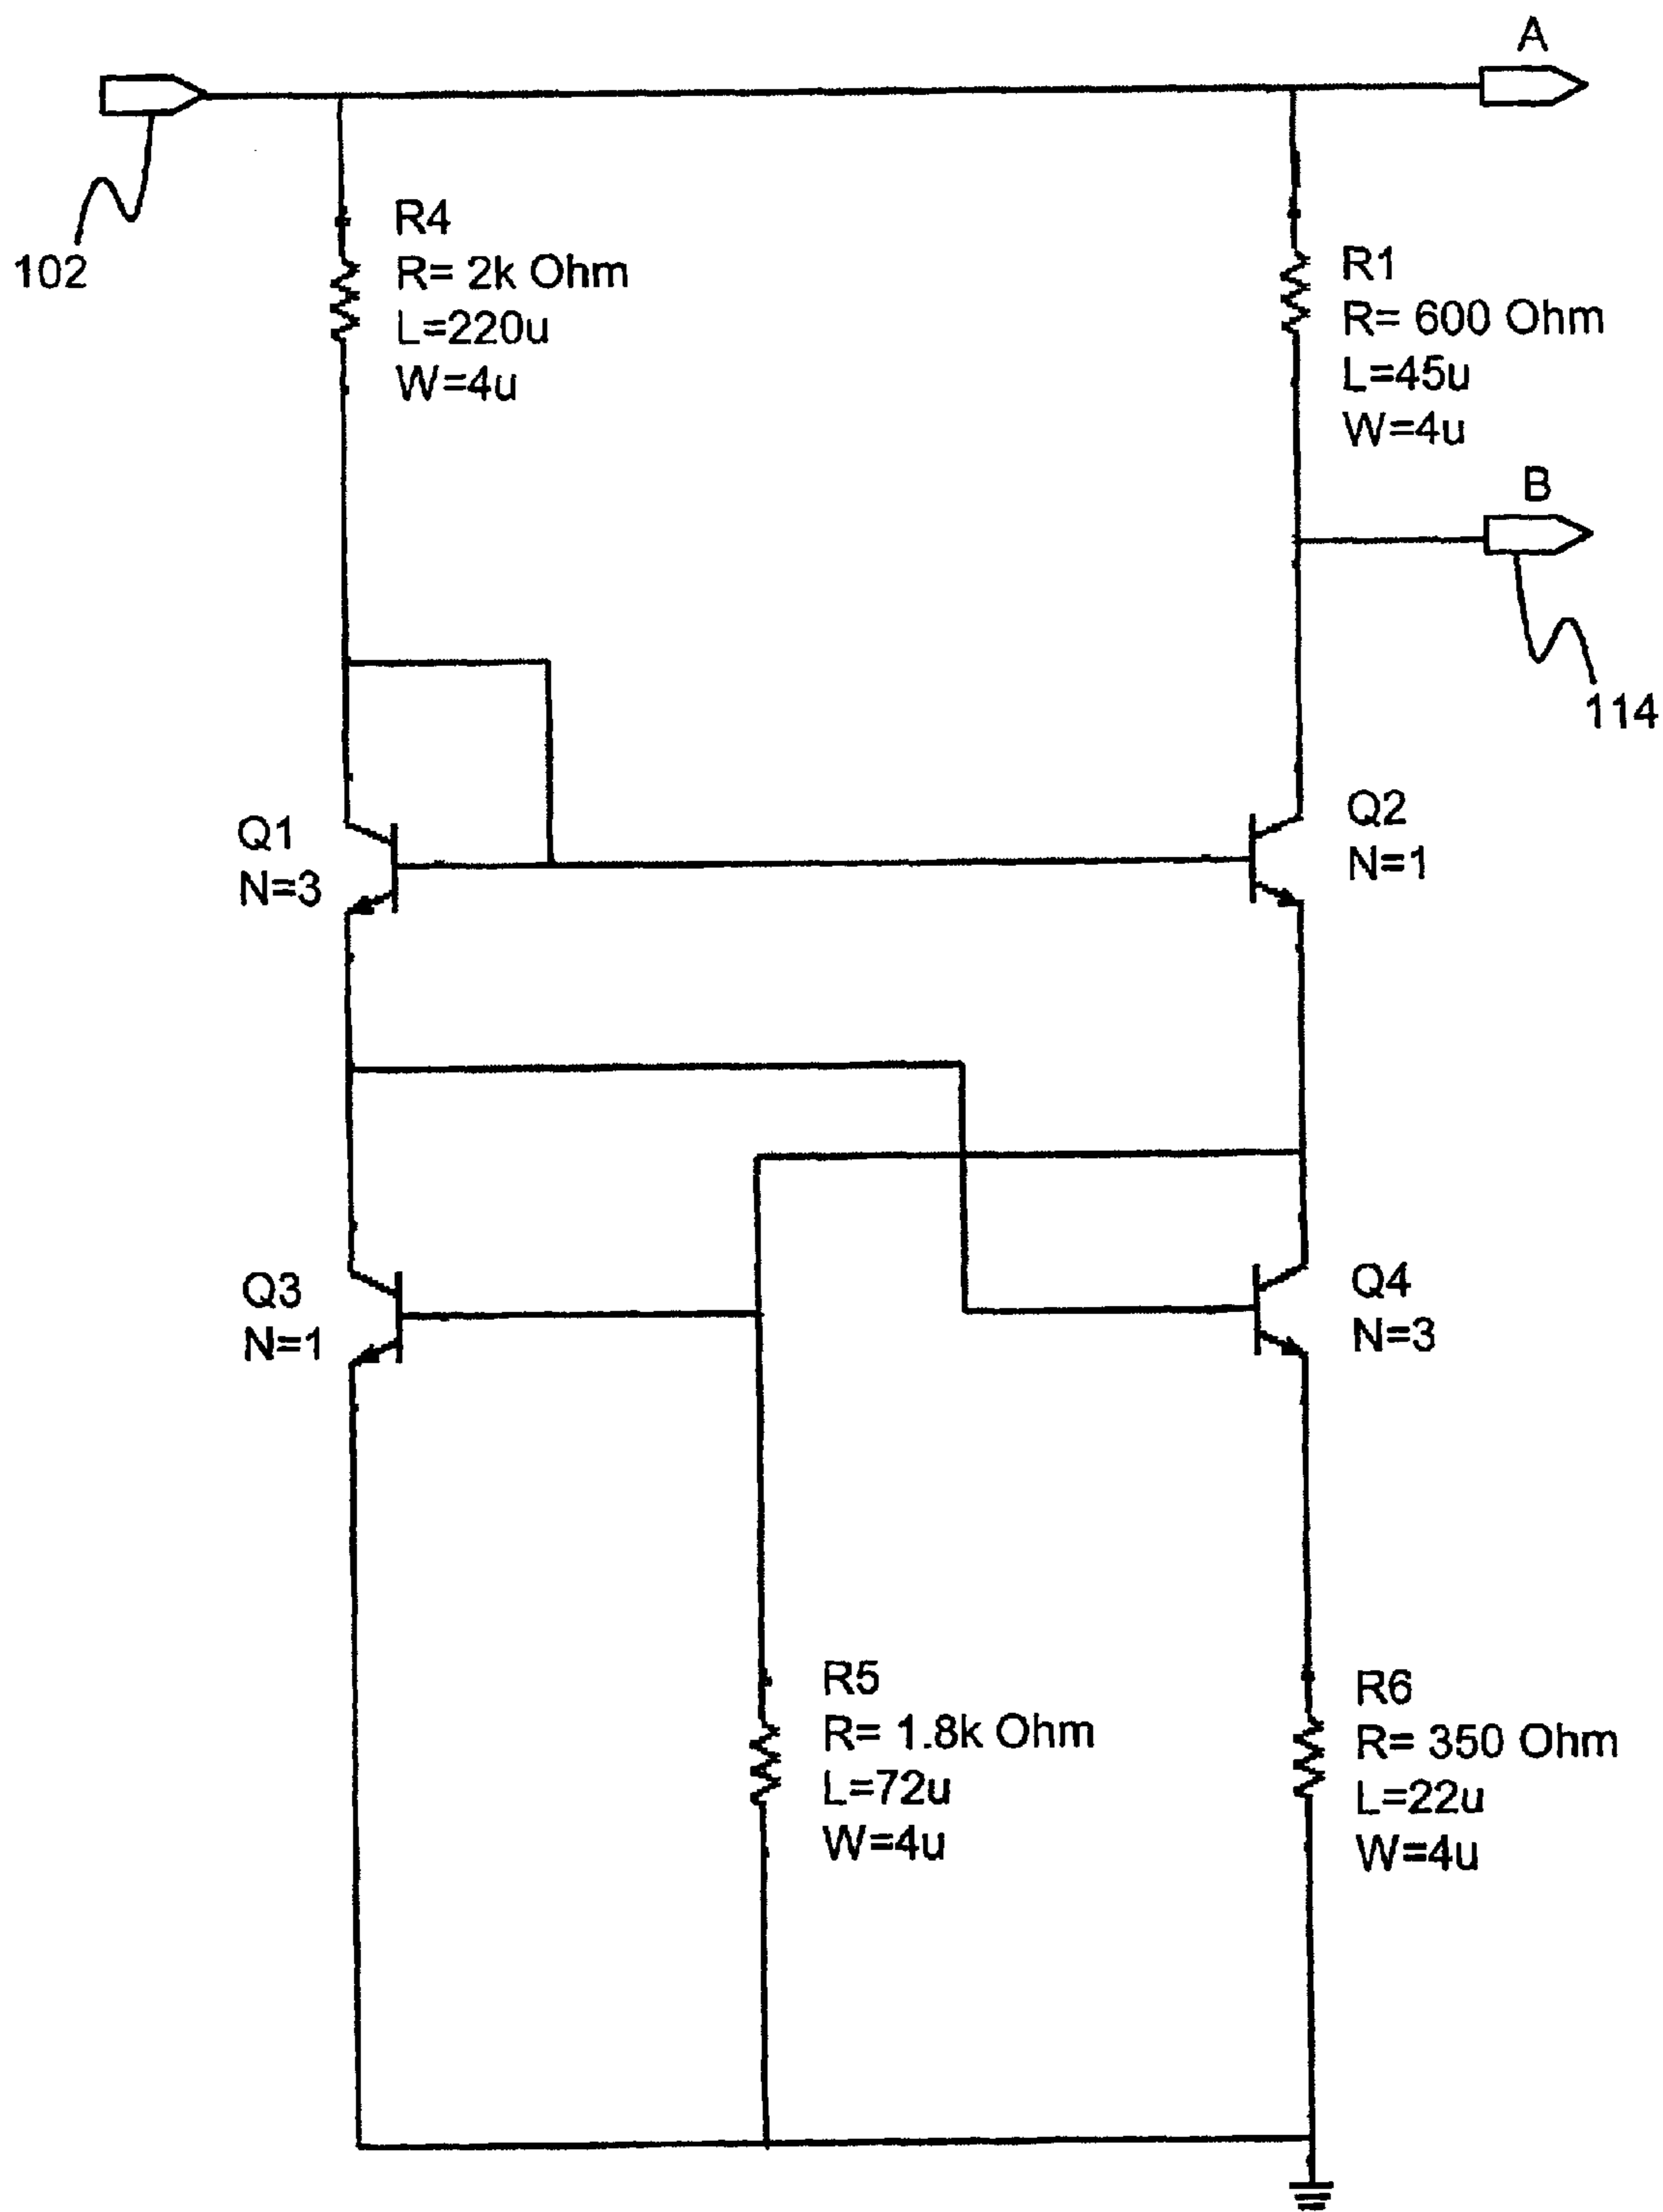 A
102
R4
R= 2k Ohm
L=220u
W=4u
R1
R= 600 Ohm
L=45u
W=4u
B
114
Q1
N=3
Q2
N=1
Q3
N=1
Q4
N=3
R5
R= 1.8k Ohm
L=72u
W=4u
R6
R= 350 Ohm
L=22u
W=4u